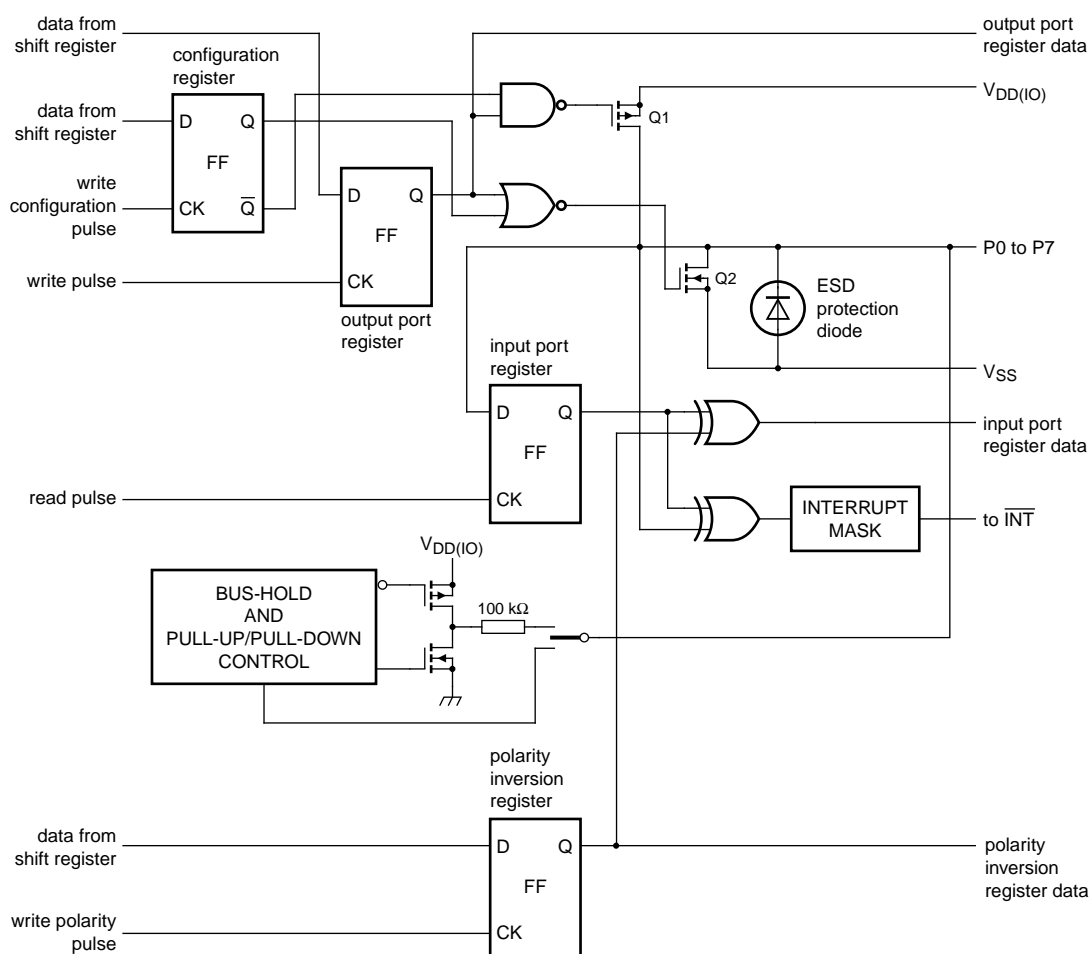 data from
shift register
output port
register data
configuration
register
V_DD(IO)
Q1
data from
shift register
D
Q
FF
write
configuration
pulse
CK
Q̅
D
Q
FF
CK
write pulse
output port
register
P0 to P7
Q2
ESD
protection
diode
V_SS
input port
register
D
Q
FF
CK
input port
register data
read pulse
INTERRUPT
MASK
to I̅N̅T̅
V_DD(IO)
BUS-HOLD
AND
PULL-UP/PULL-DOWN
CONTROL
100 kΩ
polarity
inversion
register
data from
shift register
D
Q
FF
CK
polarity
inversion
register data
write polarity
pulse